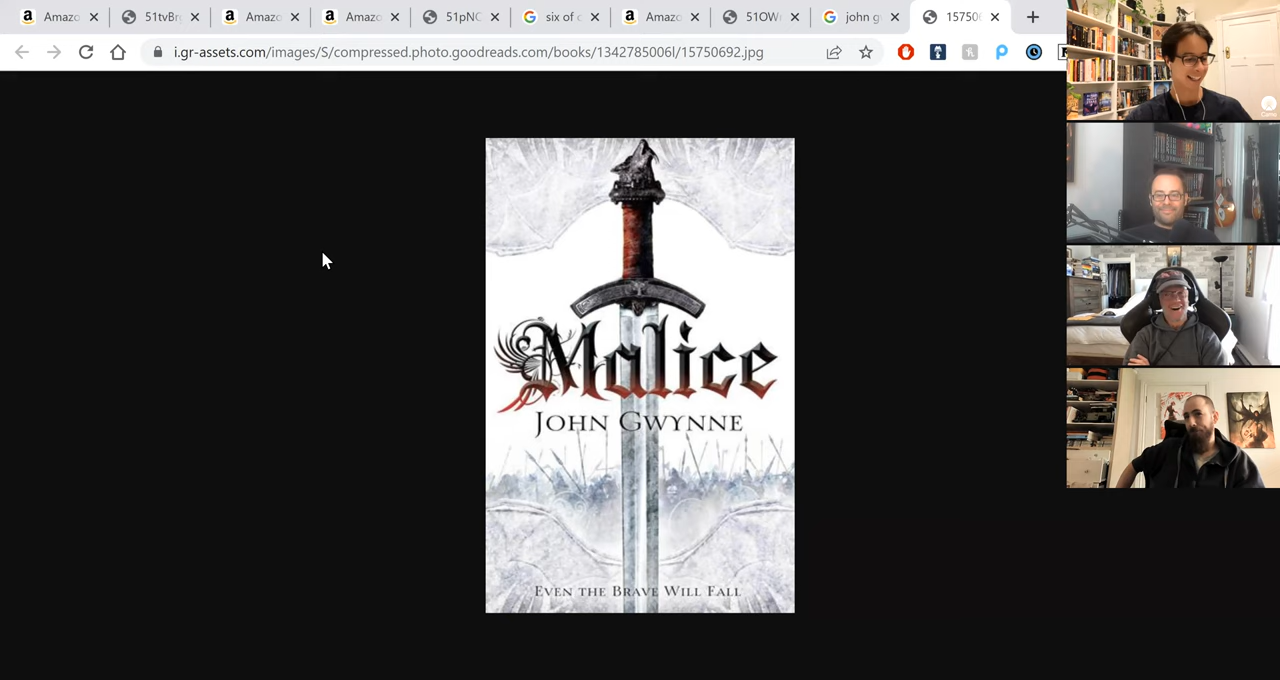 Amazo
51tvBr
Amazo
Amazo
51pNC
six of c
Amazo
51OW
john g
15750
i.gr-assets.com/images/S/compressed.photo.goodreads.com/books/1342785006l/15750692.jpg
Malice
JOHN GWYNNE
EVEN THE BRAVE WILL FALL